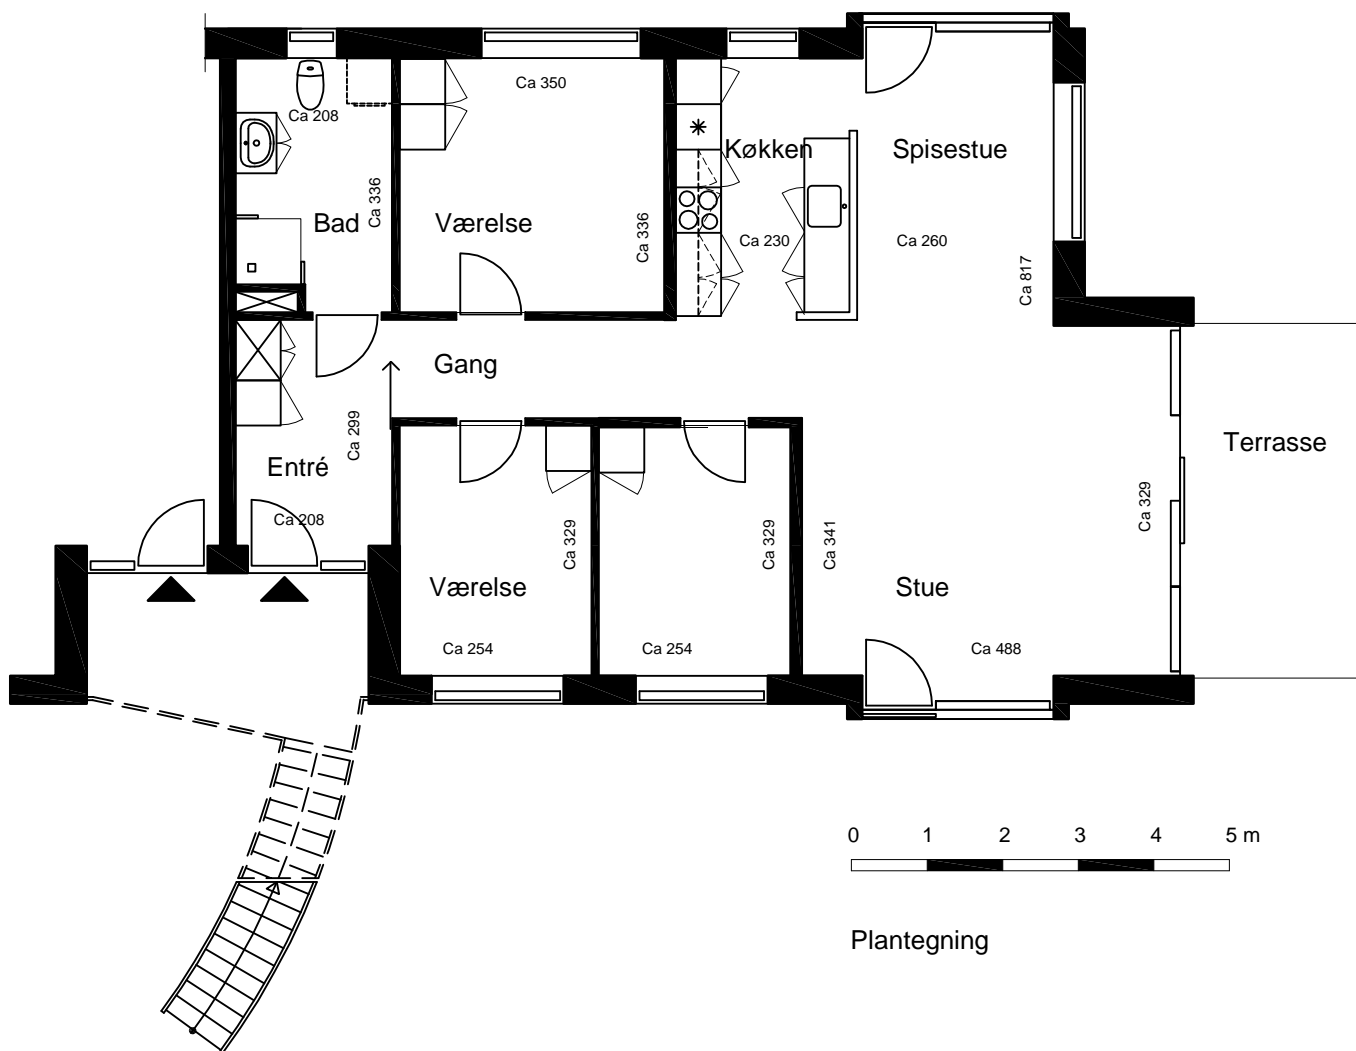 Ca 350
Ca 208
Køkken
Spisestue
Ca 336
Bad
Værelse
Ca 336
Ca 230
Ca 260
Ca 817
Gang
Ca 299
Entré
Terrasse
Ca 208
Ca 329
Ca 329
Ca 341
Ca 329
Værelse
Stue
Ca 254
Ca 254
Ca 488
0 1 2 3 4 5 m
Plantegning